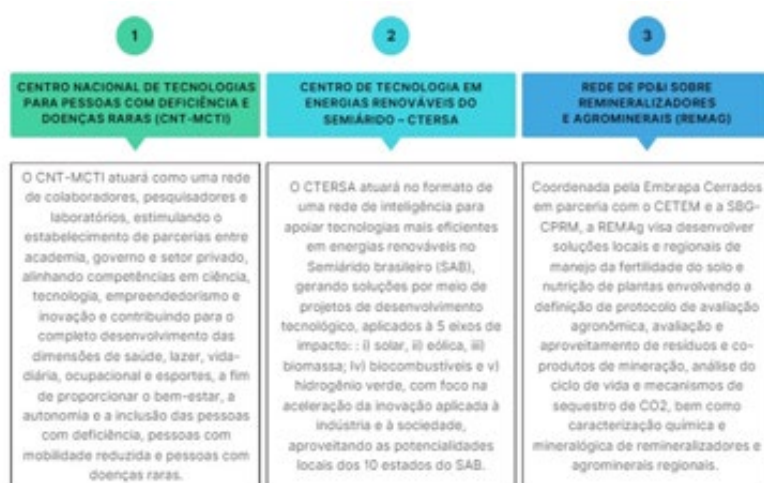 1
CENTRO NACIONAL DE TECNOLOGIAS
PARA PESSOAS COM DEFICIÊNCIA E
DOENÇAS RARAS (CNT-MCTI)
O CNT-MCTI atuará como uma rede
de colaboradores, pesquisadores e
laboratórios, estimulando o
estabelecimento de parcerias entre
academia, governo e setor privado,
alinhando competências em ciência,
tecnologia, empreendedorismo e
inovação e contribuindo para o
completo desenvolvimento das
dimensões de saúde, lazer, vida-
diária, ocupacional e esportes, a fim
de proporcionar o bem-estar, a
autonomia e a inclusão das pessoas
com deficiência, pessoas com
mobilidade reduzida e pessoas com
doenças raras.
2
CENTRO DE TECNOLOGIA EM
ENERGIAS RENOVÁVEIS DO
SEMIÁRIDO – CTERSA
O CTERSA atuará no formato de
uma rede de inteligência para
apoiar tecnologias mais eficientes
em energias renováveis no
Semiárido brasileiro (SAB),
gerando soluções por meio de
projetos de desenvolvimento
tecnológico, aplicados à 5 eixos de
impacto: : i) solar, ii) eólica, iii)
biomassa; iv) biocombustíveis e v)
hidrogênio verde, com foco na
aceleração da inovação aplicada à
indústria e à sociedade,
aproveitando as potencialidades
locais dos 10 estados do SAB.
3
REDE DE PD&I SOBRE
REMINERALIZADORES
E AGROMINERAIS (REMAG)
Coordenada pela Embrapa Cerrados
em parceria com o CETEM e a SBG-
CPRM, a REMAg visa desenvolver
soluções locais e regionais de
manejo da fertilidade do solo e
nutrição de plantas envolvendo a
definição de protocolo de avaliação
agronômica, avaliação e
aproveitamento de resíduos e co-
produtos de mineração, análise do
ciclo de vida e mecanismos de
sequestro de CO2, bem como
caracterização química e
mineralógica de remineralizadores e
agrominerais regionais.